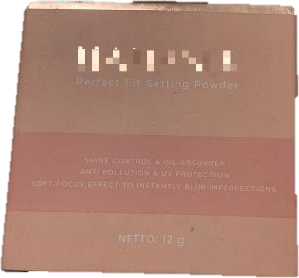 Perfect Fit Setting Powder
SHINE CONTROL & OIL ABSORBER
ANTI POLLUTION & UV PROTECTION
SOFT-FOCUS EFFECT TO INSTANTLY BLUR IMPERFECTIONS
NETTO: 12 g